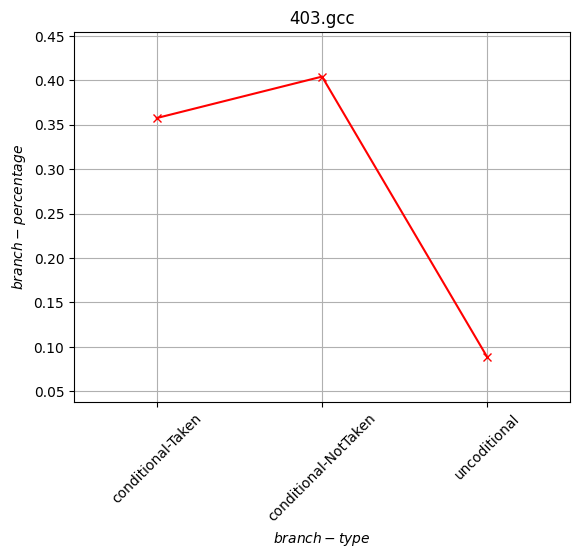 403.gcc
0.45
0.40
0.35
0.30
0.25
0.20
0.15
0.10
0.05
branch − percentage
conditional-Taken
conditional-NotTaken
uncoditional
branch − type